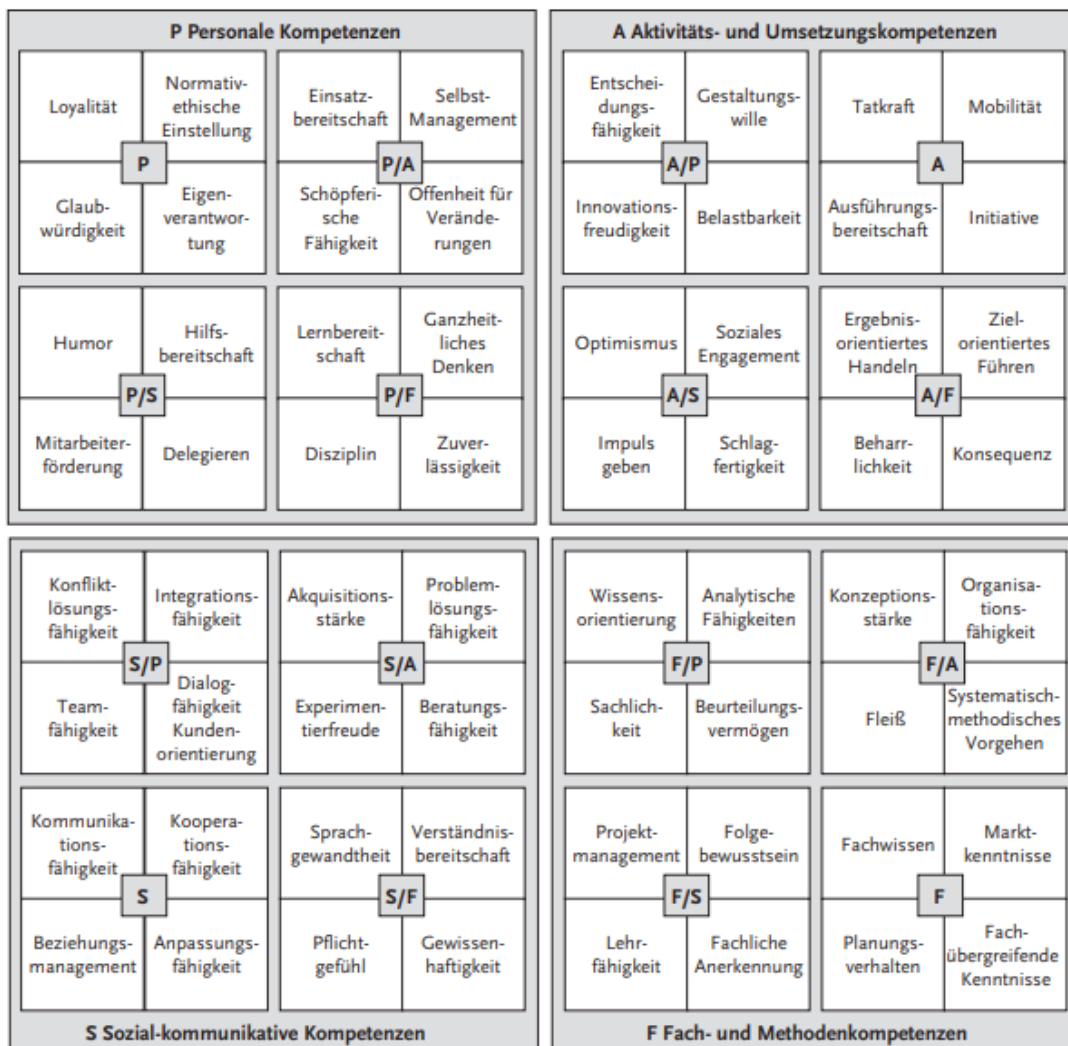 P Personale Kompetenzen
Loyalität
Normativ-
ethische
Einstellung
P
Glaub-
würdigkeit
Eigen-
verantwor-
tung
Einsatz-
bereitschaft
Selbst-
Management
P/A
Schöpferi-
sche
Fähigkeit
Offenheit für
Verände-
rungen
Humor
Hilfs-
bereitschaft
P/S
Mitarbeiter-
förderung
Delegieren
Lernbereit-
schaft
Ganzheit-
liches
Denken
P/F
Disziplin
Zuver-
lässigkeit
A Aktivitäts- und Umsetzungskompetenzen
Entschei-
dungs-
fähigkeit
Gestaltungs-
wille
A/P
Innovations-
freudigkeit
Belastbarkeit
Tatkraft
Mobilität
A
Ausführungs-
bereitschaft
Initiative
Optimismus
Soziales
Engagement
A/S
Impuls
geben
Schlag-
fertigkeit
Ergebnis-
orientiertes
Handeln
Ziel-
orientiertes
Führen
A/F
Beharr-
lichkeit
Konsequenz
Konflikt-
lösungs-
fähigkeit
Integrations-
fähigkeit
S/P
Team-
fähigkeit
Dialog-
fähigkeit
Kunden-
orientierung
Akquisitions-
stärke
Problem-
lösungs-
fähigkeit
S/A
Experimen-
tierfreude
Beratungs-
fähigkeit
Kommunika-
tions-
fähigkeit
Koopera-
tions-
fähigkeit
S
Beziehungs-
management
Anpassungs-
fähigkeit
Sprach-
gewandtheit
Verständnis-
bereitschaft
S/F
Pflicht-
gefühl
Gewissen-
haftigkeit
S Sozial-kommunikative Kompetenzen
Wissens-
orientierung
Analytische
Fähigkeiten
F/P
Sachlich-
keit
Beurteilungs-
vermögen
Konzeptions-
stärke
Organisa-
tions-
fähigkeit
F/A
Fleiß
Systematisch-
methodisches
Vorgehen
Projekt-
management
Folge-
bewusstsein
F/S
Lehr-
fähigkeit
Fachliche
Anerkennung
Fachwissen
Markt-
kenntnisse
F
Planungs-
verhalten
Fach-
übergreifende
Kenntnisse
F Fach- und Methodenkompetenzen